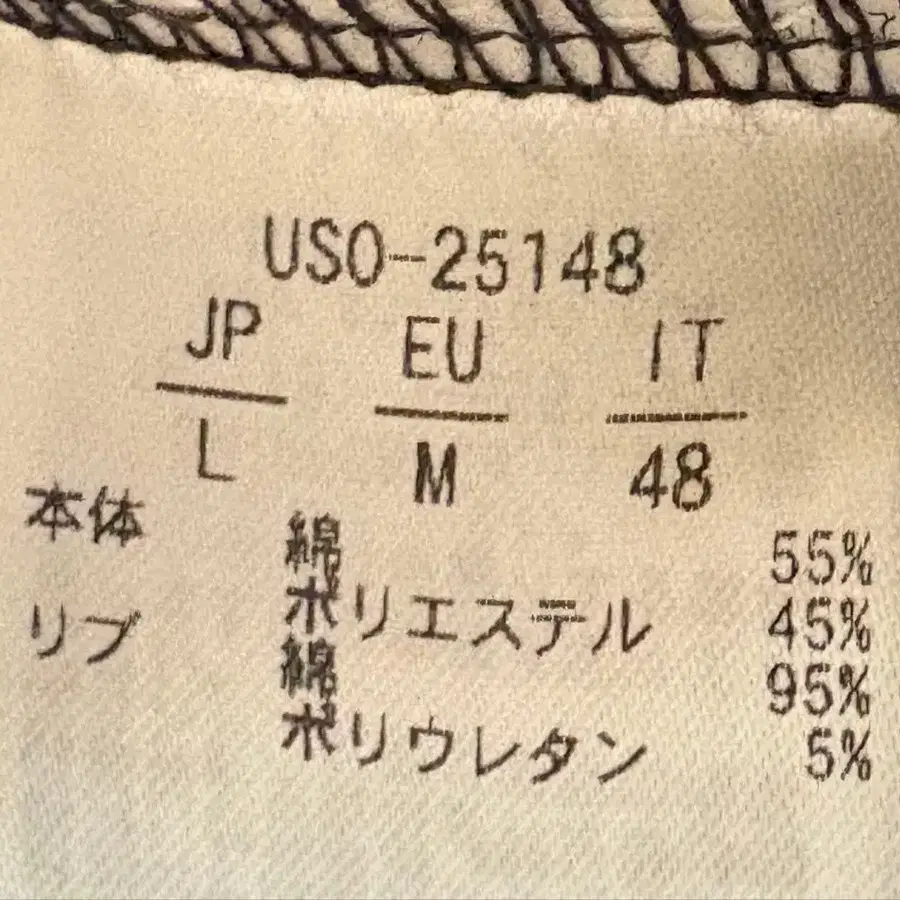 USO-25148
JP EU IT
L M 48
本体 綿 55%
ポリエステル 45%
リブ 綿 95%
ポリウレタン 5%